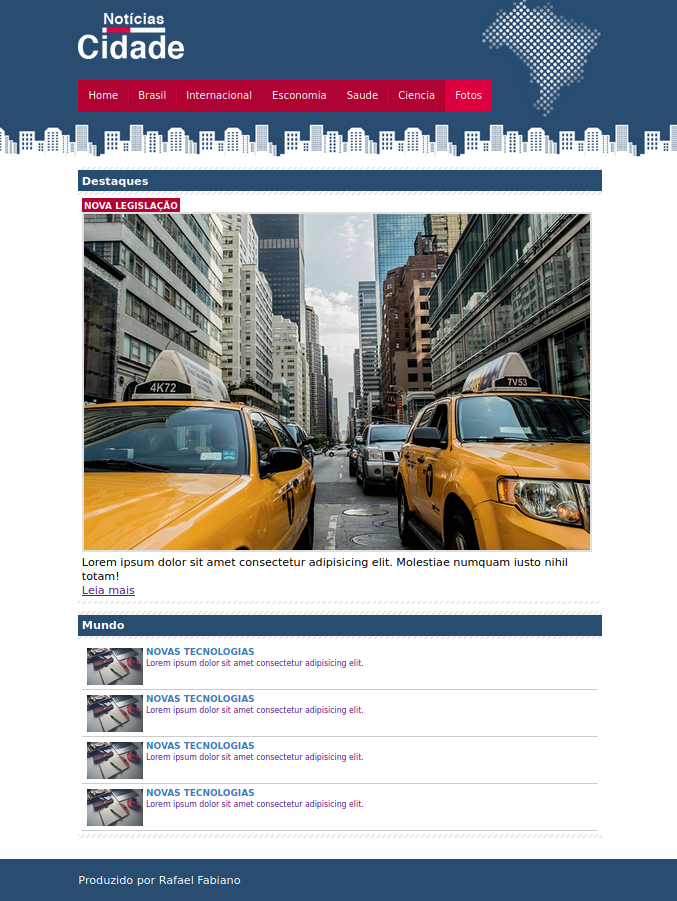 Notícias
Cidade
Home Brasil Internacional Esconomia Saude Ciencia Fotos
Destaques
NOVA LEGISLAÇÃO
4K72
7V53
Lorem ipsum dolor sit amet consectetur adipisicing elit. Molestiae numquam iusto nihil
totam!
Leia mais
Mundo
NOVAS TECNOLOGIAS
Lorem ipsum dolor sit amet consectetur adipisicing elit.
NOVAS TECNOLOGIAS
Lorem ipsum dolor sit amet consectetur adipisicing elit.
NOVAS TECNOLOGIAS
Lorem ipsum dolor sit amet consectetur adipisicing elit.
NOVAS TECNOLOGIAS
Lorem ipsum dolor sit amet consectetur adipisicing elit.
Produzido por Rafael Fabiano